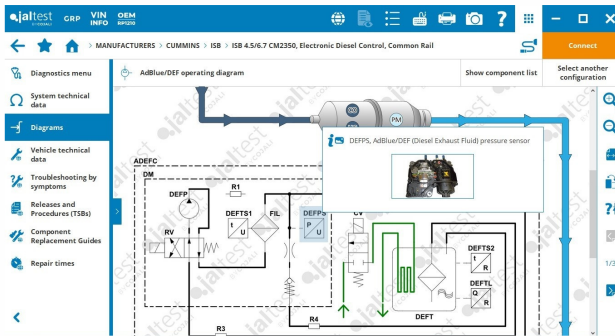 jaltest
BY COJALI
GRP
VIN
INFO
OEM
RP1210
?
> MANUFACTURERS > CUMMINS > ISB > ISB 4.5/6.7 CM2350, Electronic Diesel Control, Common Rail
Connect
Diagnostics menu
System technical
data
Diagrams
Vehicle technical
data
Troubleshooting by
symptoms
Releases and
Procedures (TSBs)
Component
Replacement Guides
Repair times
AdBlue/DEF operating diagram
Show component list
Select another
configuration
PM
DEFPS, AdBlue/DEF (Diesel Exhaust Fluid) pressure sensor
ADEFC
DM
DEFP
R1
DEFTS1
t
U
FIL
DEFPS
P
U
CV
RV
DEFTS2
t
R
DEFTL
Q
R
DEFT
R3
R4
1/3
jaltest